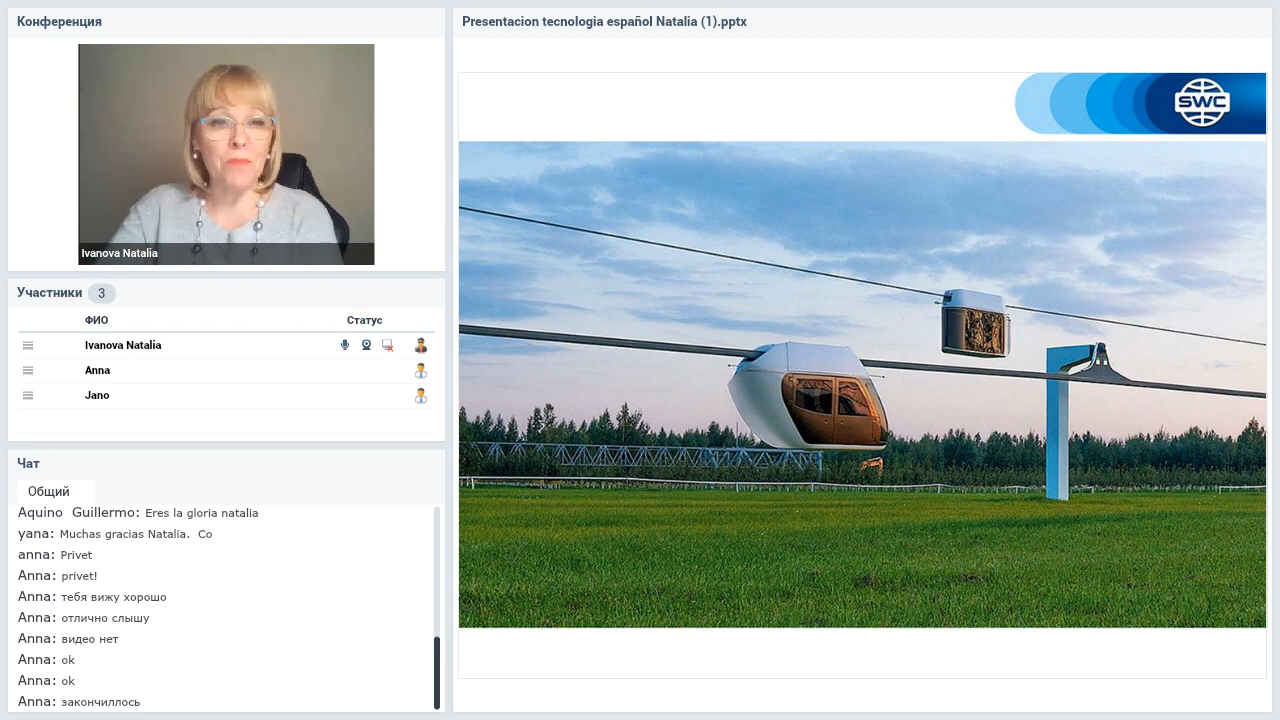 Конференция
Ivanova Natalia
Участники 3
ФИО Статус
Ivanova Natalia
Anna
Jano
Чат
Общий
Aquino Guillermo: Eres la gloria natalia
yana: Muchas gracias Natalia. Co
anna: Privet
Anna: privet!
Anna: тебя вижу хорошо
Anna: отлично слышу
Anna: видео нет
Anna: ok
Anna: ok
Anna: закончиллось
Presentacion tecnologia español Natalia (1).pptx
SWC